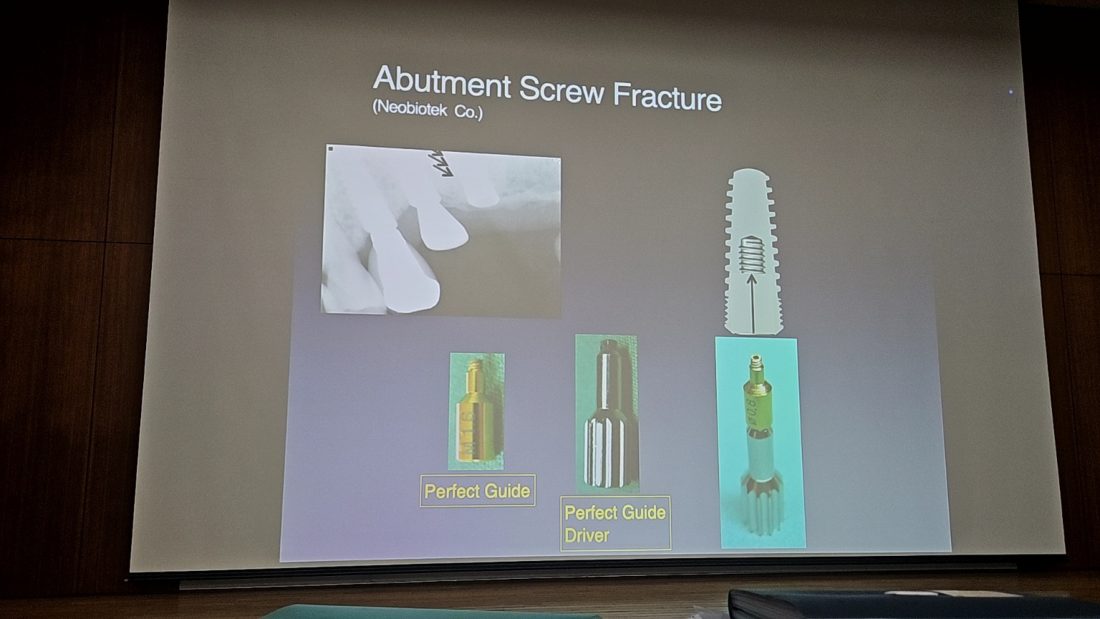 Abutment Screw Fracture
(Neobiotek Co.)
Perfect Guide
Perfect Guide
Driver